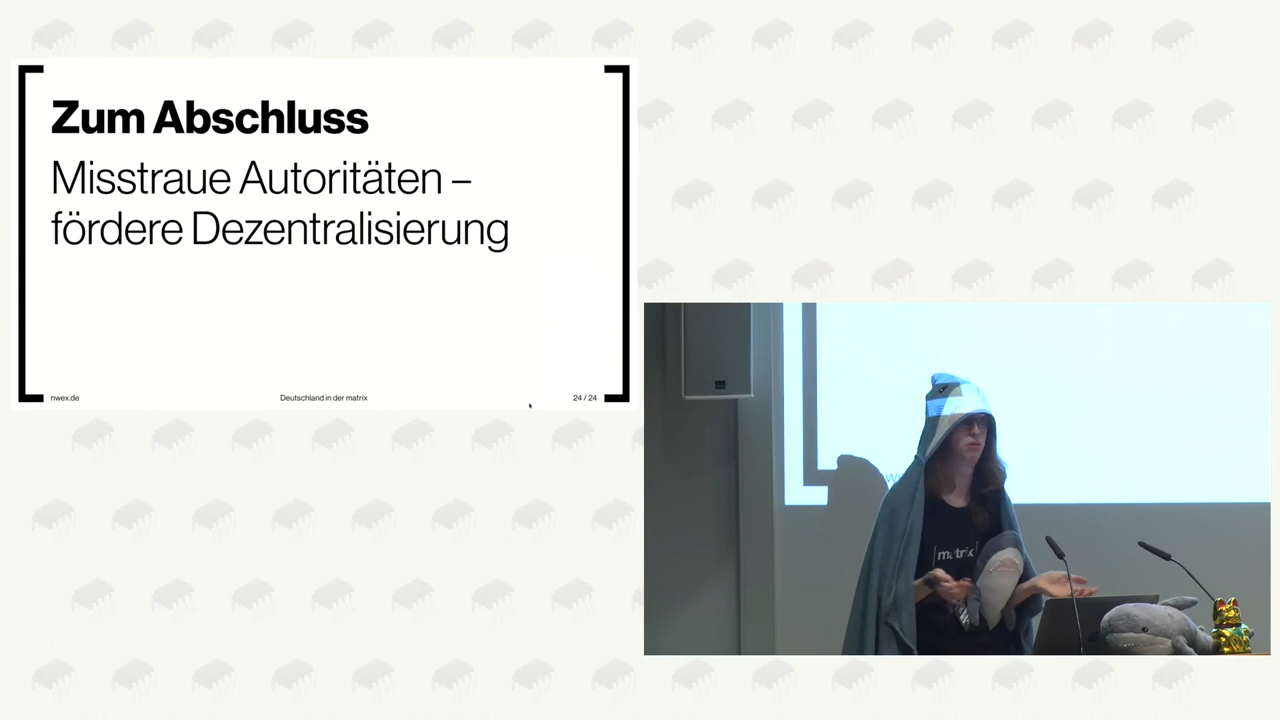 Zum Abschluss
Misstraue Autoritäten –
fördere Dezentralisierung
nwex.de
Deutschland in der matrix
24 / 24
[matrix]